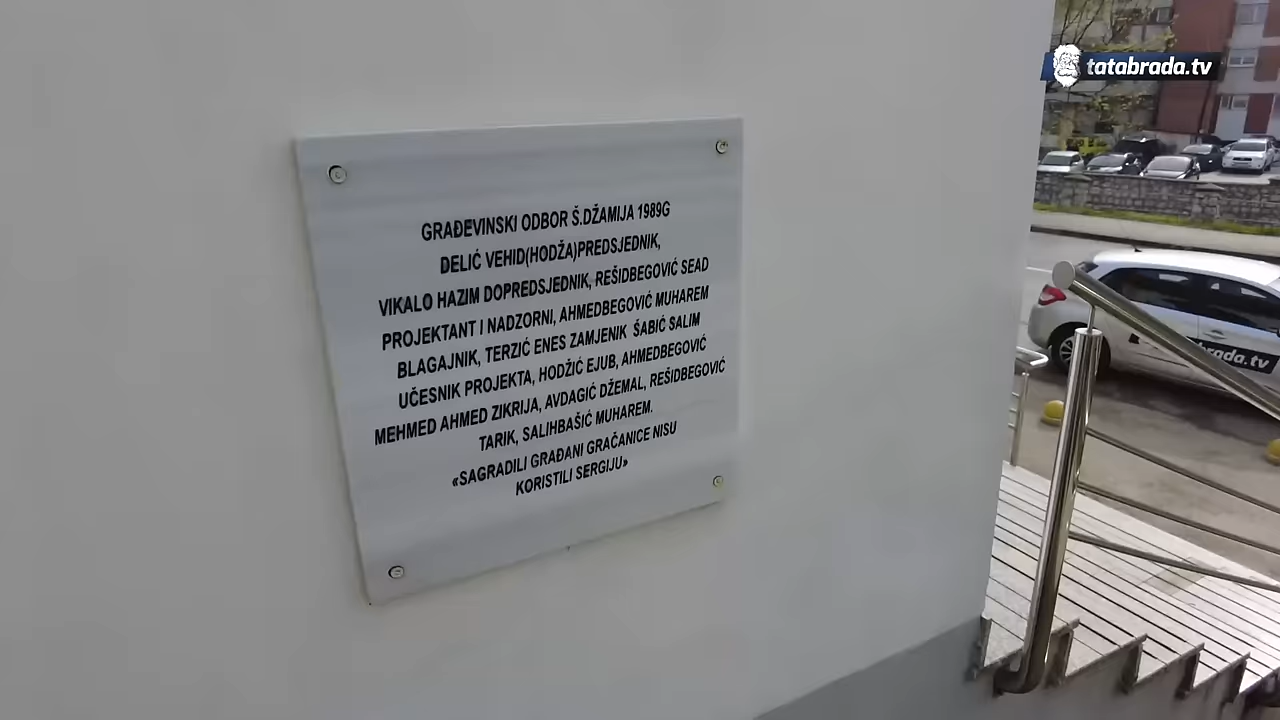 tatabrada.tv
GRAĐEVINSKI ODBOR Š.DŽAMIJA 1989G
DELIĆ VEHID(HODŽA)PREDSJEDNIK,
VIKALO HAZIM DOPREDSJEDNIK, REŠIDBEGOVIĆ SEAD
PROJEKTANT I NADZORNI, AHMEDBEGOVIĆ MUHAREM
BLAGAJNIK, TERZIĆ ENES ZAMJENIK ŠABIĆ SALIM
UČESNIK PROJEKTA, HODŽIĆ EJUB, AHMEDBEGOVIĆ
MEHMED AHMED ZIKRIJA, AVDAGIĆ DŽEMAL, REŠIDBEGOVIĆ
TARIK, SALIHBAŠIĆ MUHAREM.
«SAGRADILI GRAĐANI GRAČANICE NISU
KORISTILI SERGIJU»